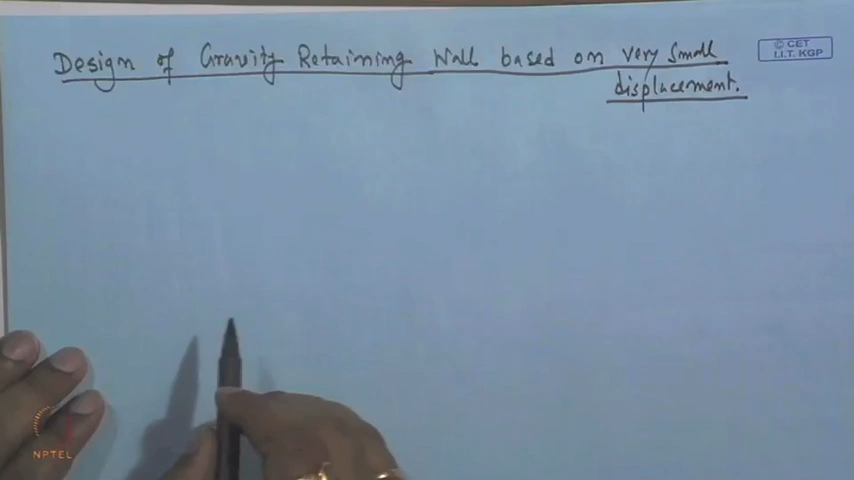 Design of Gravity Retaining Wall based on very small
displacement.
© CET
I.I.T. KGP
NPTEL